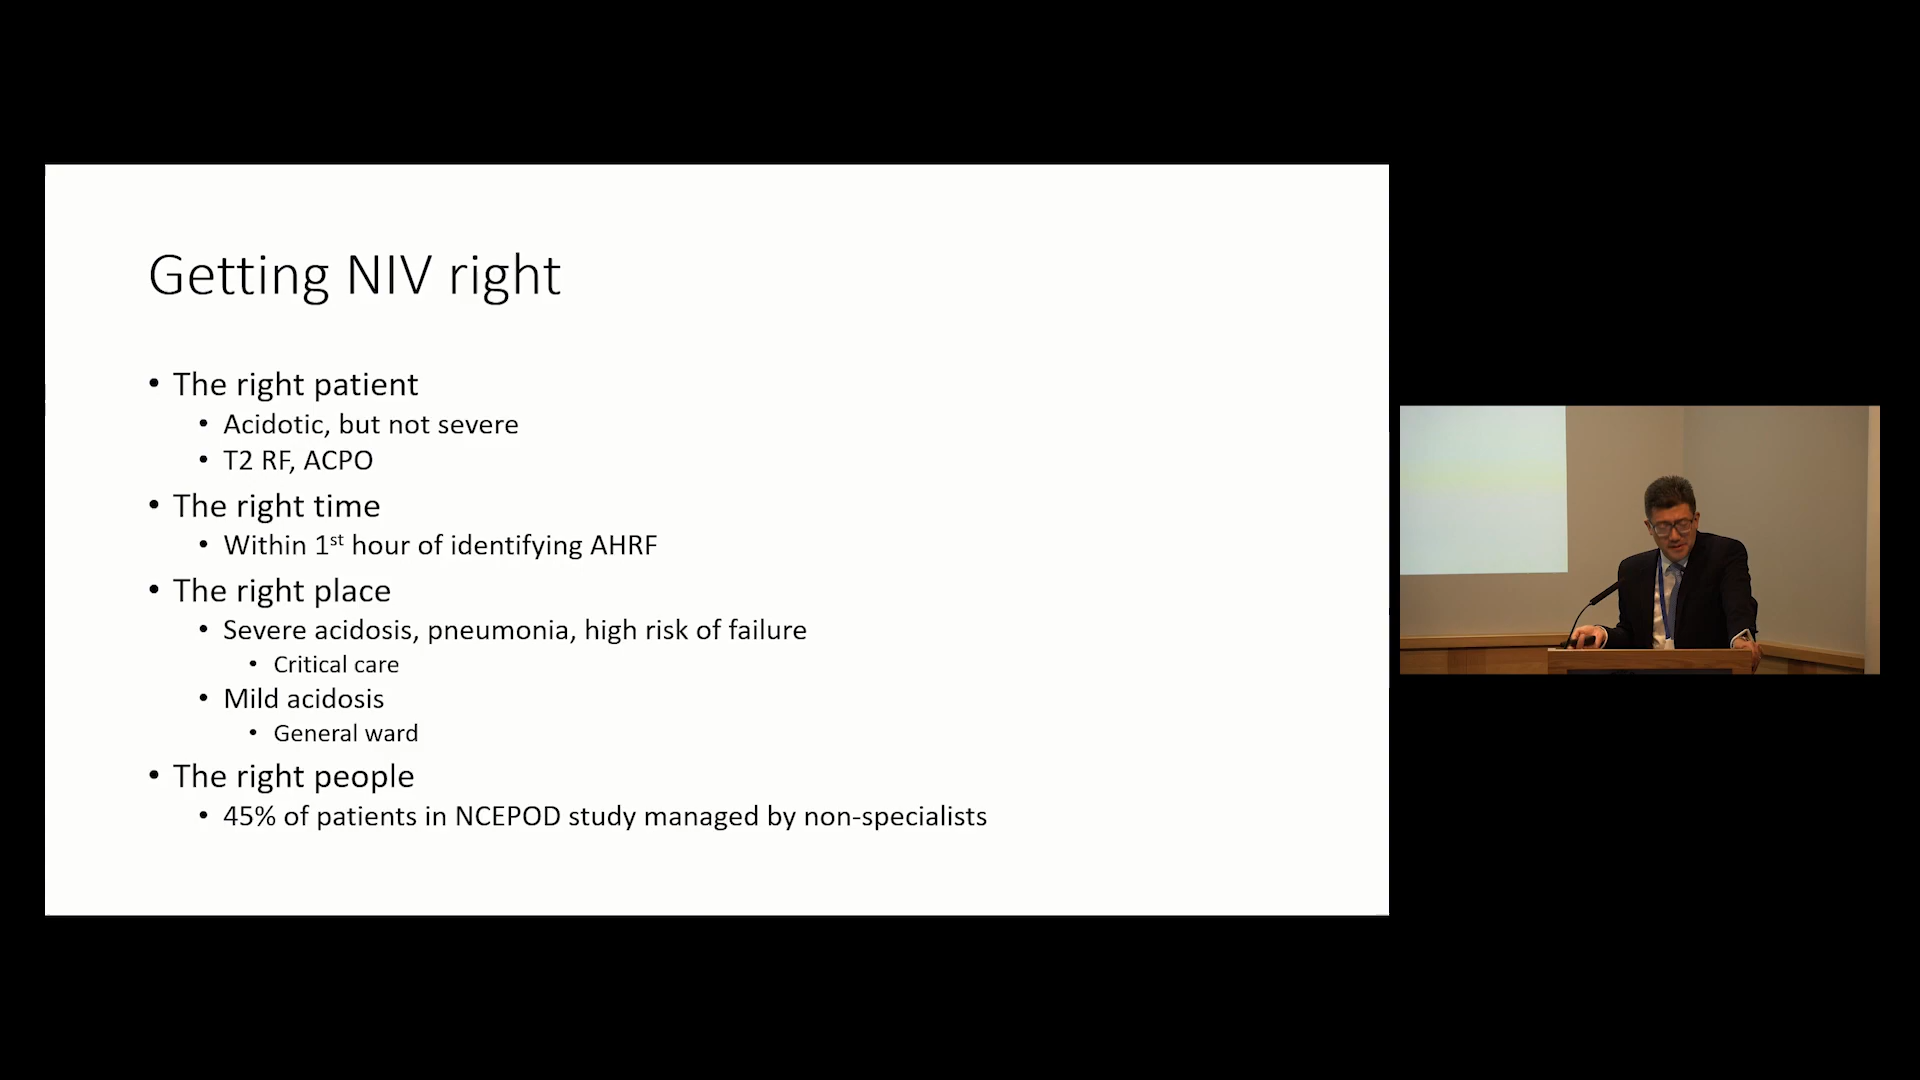 Getting NIV right
• The right patient
• Acidotic, but not severe
• T2 RF, ACPO
• The right time
• Within 1st hour of identifying AHRF
• The right place
• Severe acidosis, pneumonia, high risk of failure
• Critical care
• Mild acidosis
• General ward
• The right people
• 45% of patients in NCEPOD study managed by non-specialists